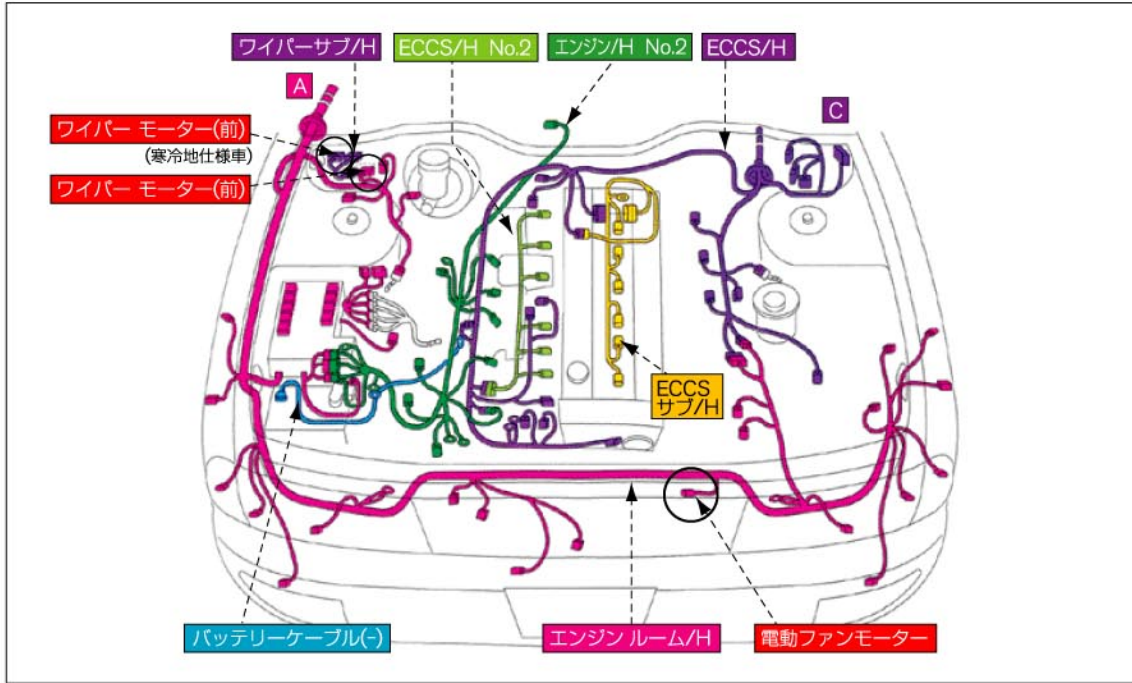 ワイパーサブ/H
ECCS/H No.2
エンジン/H No.2
ECCS/H
A
C
ワイパー モーター(前)
(寒冷地仕様車)
ワイパー モーター(前)
ECCS
サブ/H
バッテリーケーブル(-)
エンジン ルーム/H
電動ファンモーター